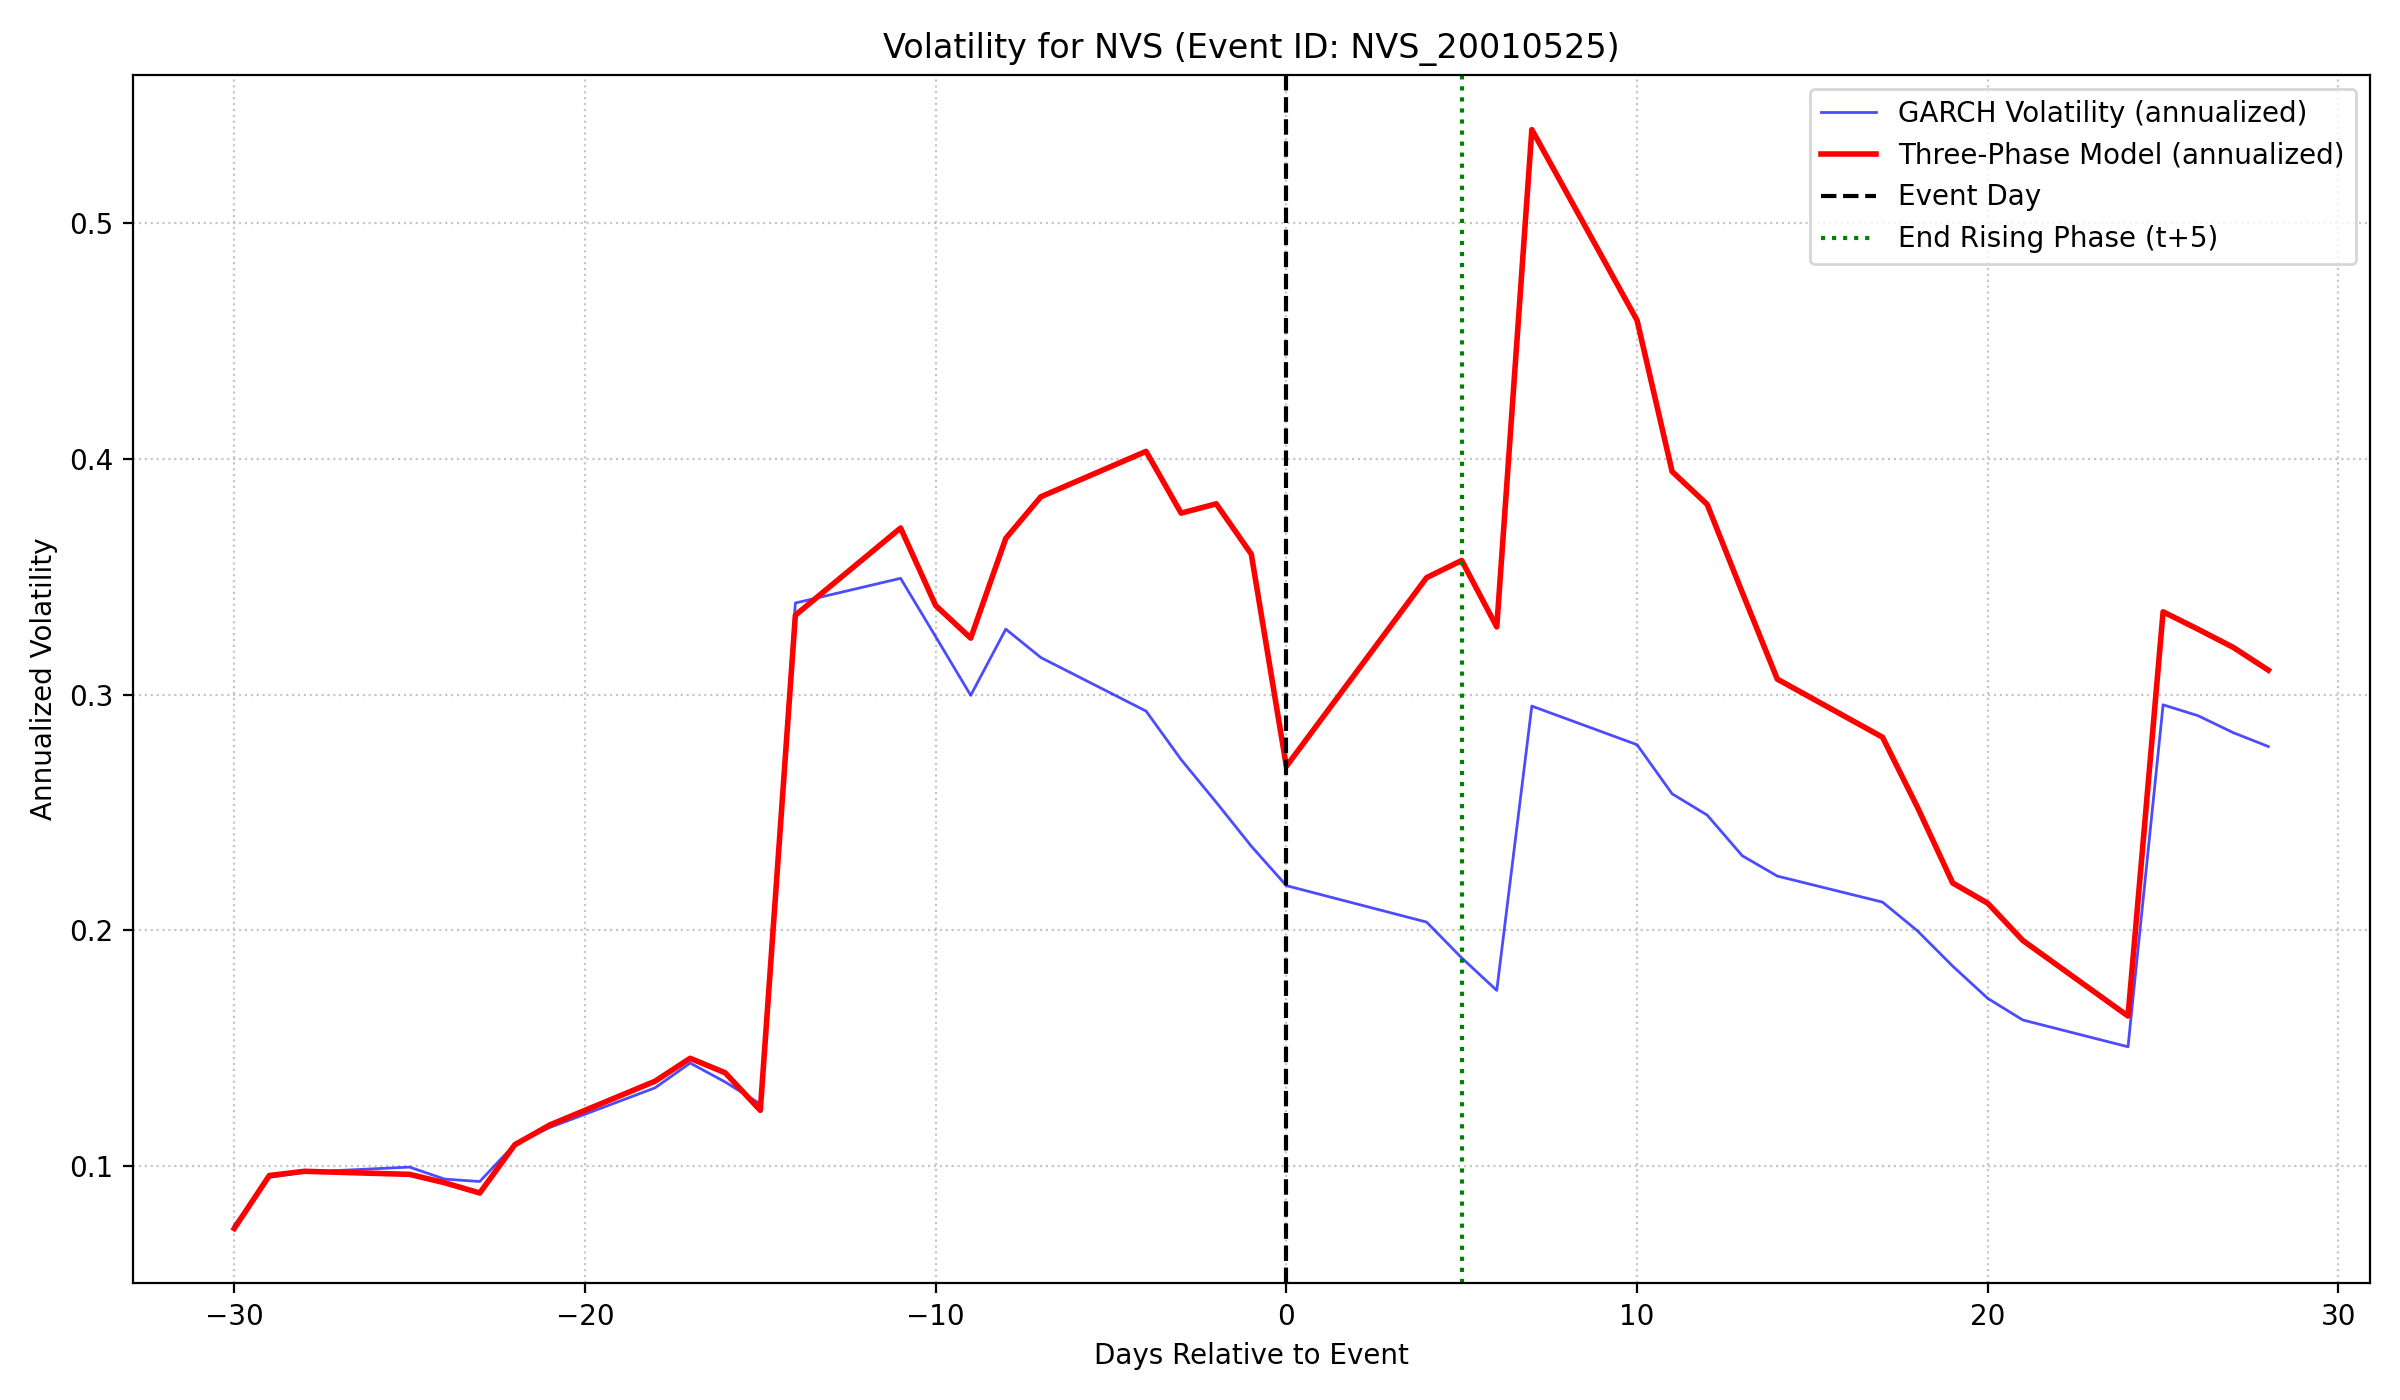 Volatility for NVS (Event ID: NVS_20010525)
GARCH Volatility (annualized)
Three-Phase Model (annualized)
Event Day
End Rising Phase (t+5)
Annualized Volatility
0.5
0.4
0.3
0.2
0.1
−30
−20
−10
0
10
20
30
Days Relative to Event